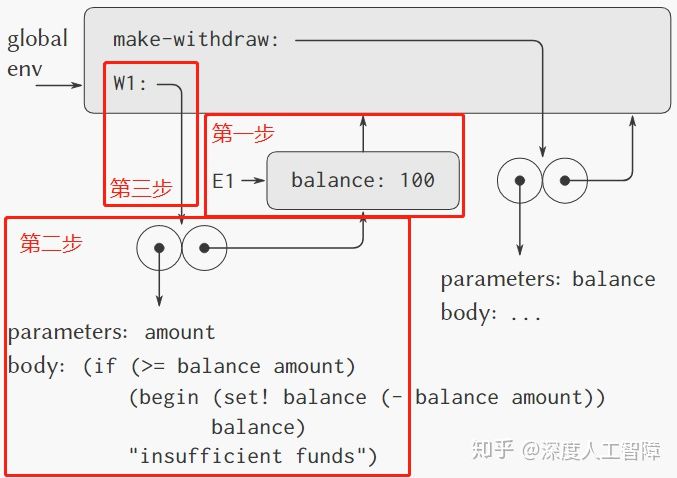 global
env
make-withdraw:
W1:
第一步
第三步
E1
balance: 100
第二步
parameters: balance
body: ...
parameters: amount
body: (if (>= balance amount)
(begin (set! balance (- balance amount))
balance)
"insufficient funds")
知乎 @深度人工智障